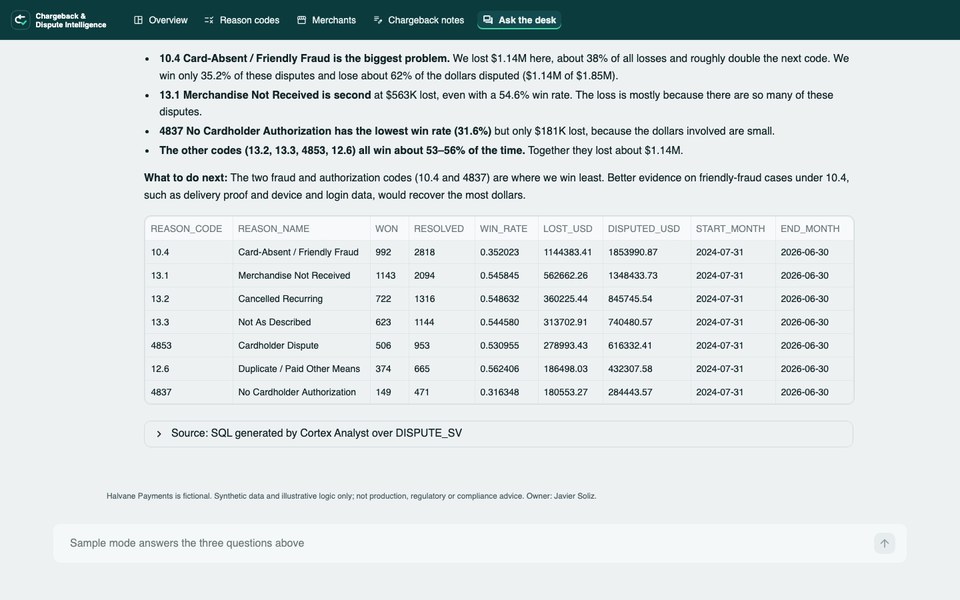 Chargeback &
Dispute Intelligence
Overview
Reason codes
Merchants
Chargeback notes
Ask the desk
• 10.4 Card-Absent / Friendly Fraud is the biggest problem. We lost $1.14M here, about 38% of all losses and roughly double the next code. We
win only 35.2% of these disputes and lose about 62% of the dollars disputed ($1.14M of $1.85M).
• 13.1 Merchandise Not Received is second at $563K lost, even with a 54.6% win rate. The loss is mostly because there are so many of these
disputes.
• 4837 No Cardholder Authorization has the lowest win rate (31.6%) but only $181K lost, because the dollars involved are small.
• The other codes (13.2, 13.3, 4853, 12.6) all win about 53–56% of the time. Together they lost about $1.14M.
What to do next: The two fraud and authorization codes (10.4 and 4837) are where we win least. Better evidence on friendly-fraud cases under 10.4,
such as delivery proof and device and login data, would recover the most dollars.
REASON_CODE REASON_NAME WON RESOLVED WIN_RATE LOST_USD DISPUTED_USD START_MONTH END_MONTH
10.4 Card-Absent / Friendly Fraud 992 2818 0.352023 1144383.41 1853990.87 2024-07-31 2026-06-30
13.1 Merchandise Not Received 1143 2094 0.545845 562662.26 1348433.73 2024-07-31 2026-06-30
13.2 Cancelled Recurring 722 1316 0.548632 360225.44 845745.54 2024-07-31 2026-06-30
13.3 Not As Described 623 1144 0.544580 313702.91 740480.57 2024-07-31 2026-06-30
4853 Cardholder Dispute 506 953 0.530955 278993.43 616332.41 2024-07-31 2026-06-30
12.6 Duplicate / Paid Other Means 374 665 0.562406 186498.03 432307.58 2024-07-31 2026-06-30
4837 No Cardholder Authorization 149 471 0.316348 180553.27 284443.57 2024-07-31 2026-06-30
Source: SQL generated by Cortex Analyst over DISPUTE_SV
Halvane Payments is fictional. Synthetic data and illustrative logic only; not production, regulatory or compliance advice. Owner: Javier Soliz.
Sample mode answers the three questions above